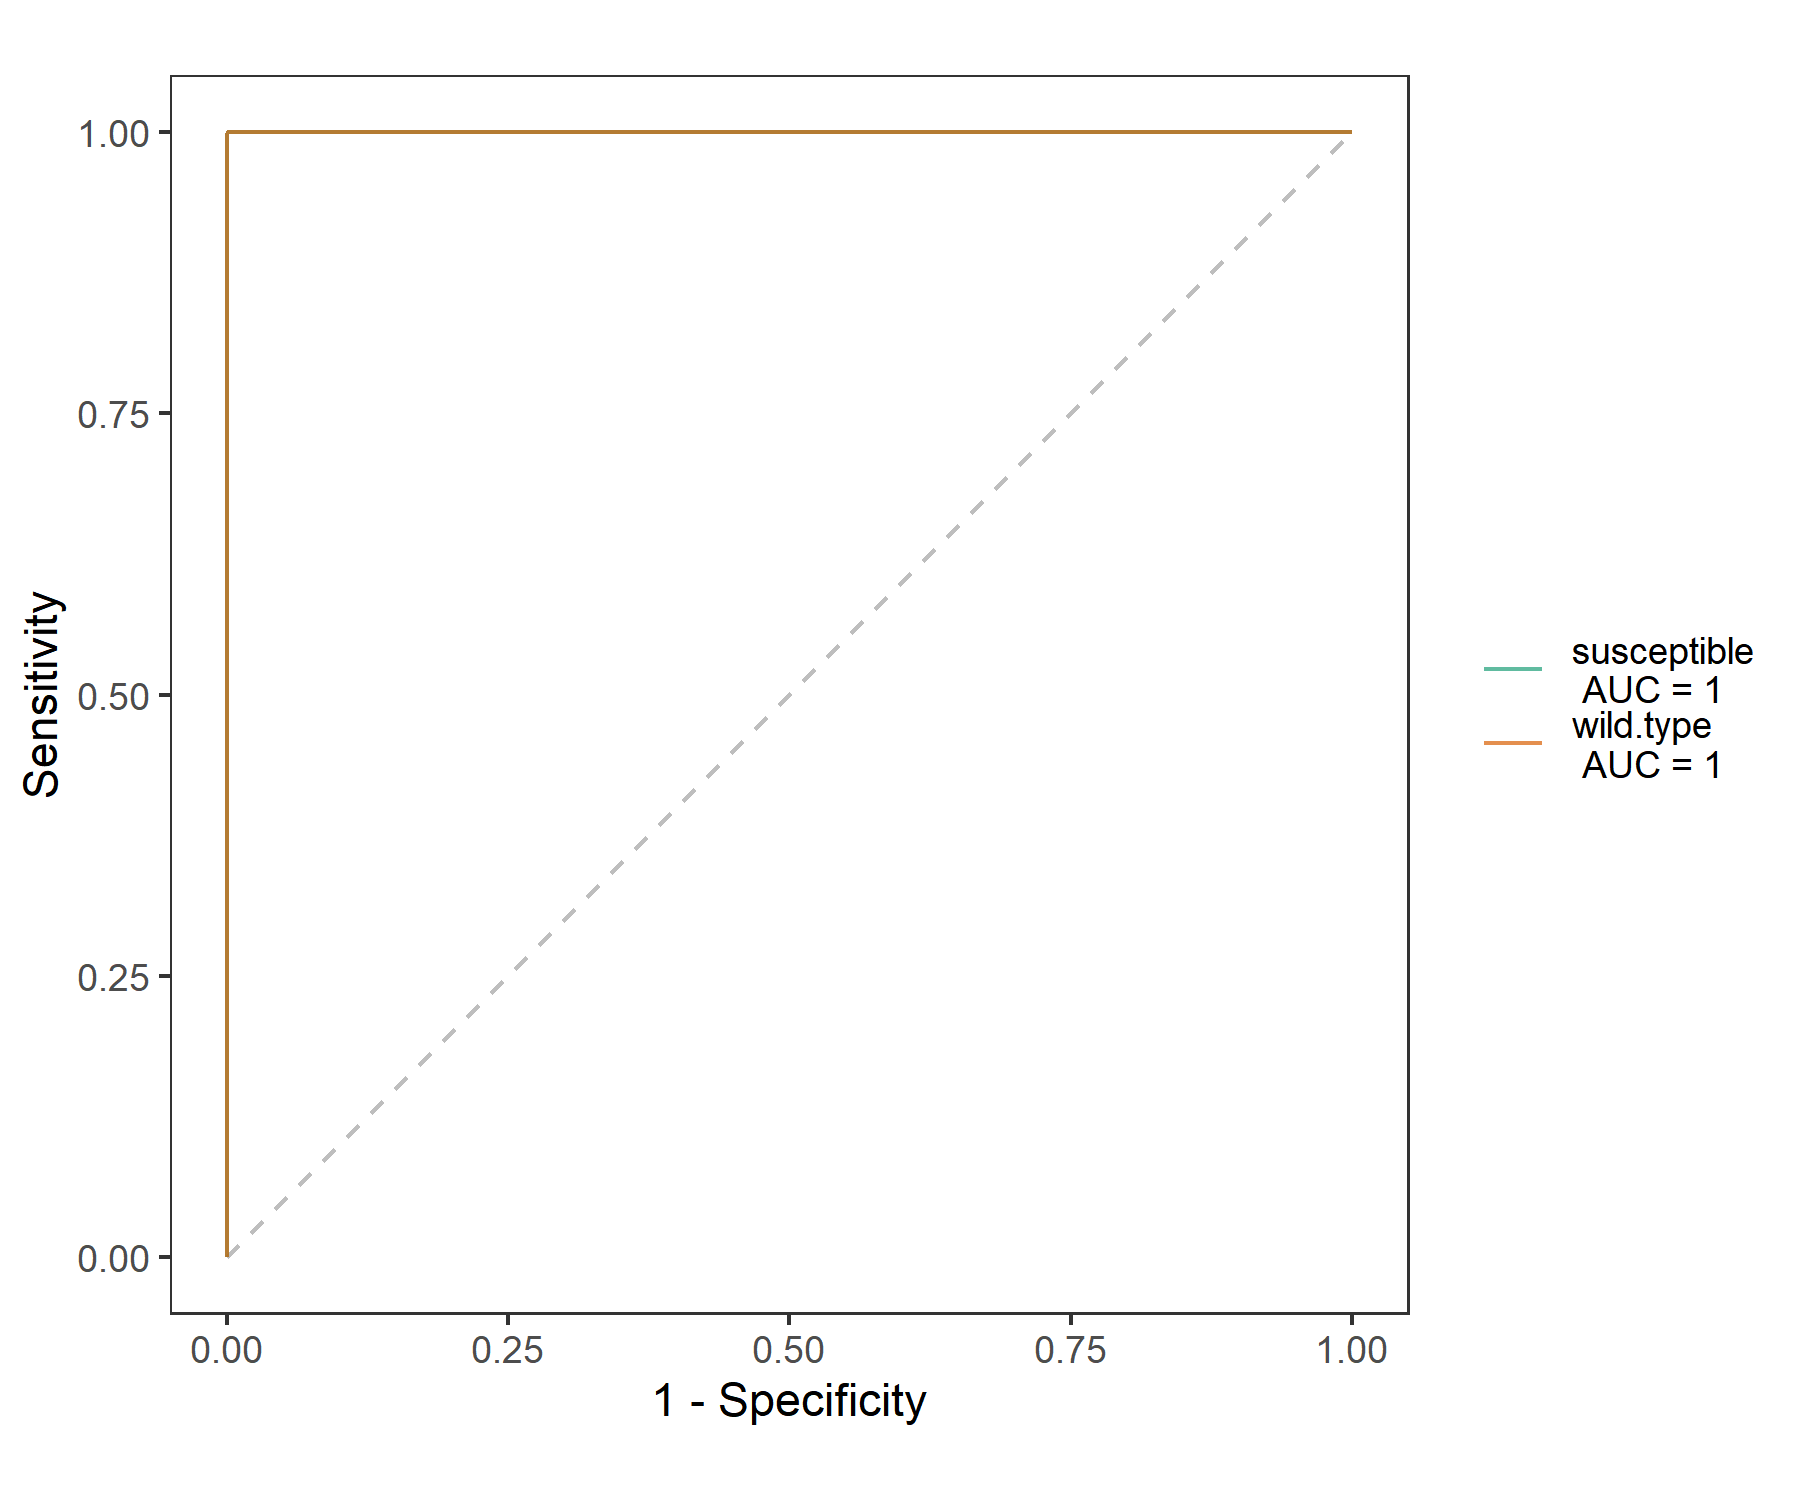 1.00
0.75
0.50
0.25
0.00
Sensitivity
0.00 0.25 0.50 0.75 1.00
1 - Specificity
susceptible
AUC = 1
wild.type
AUC = 1